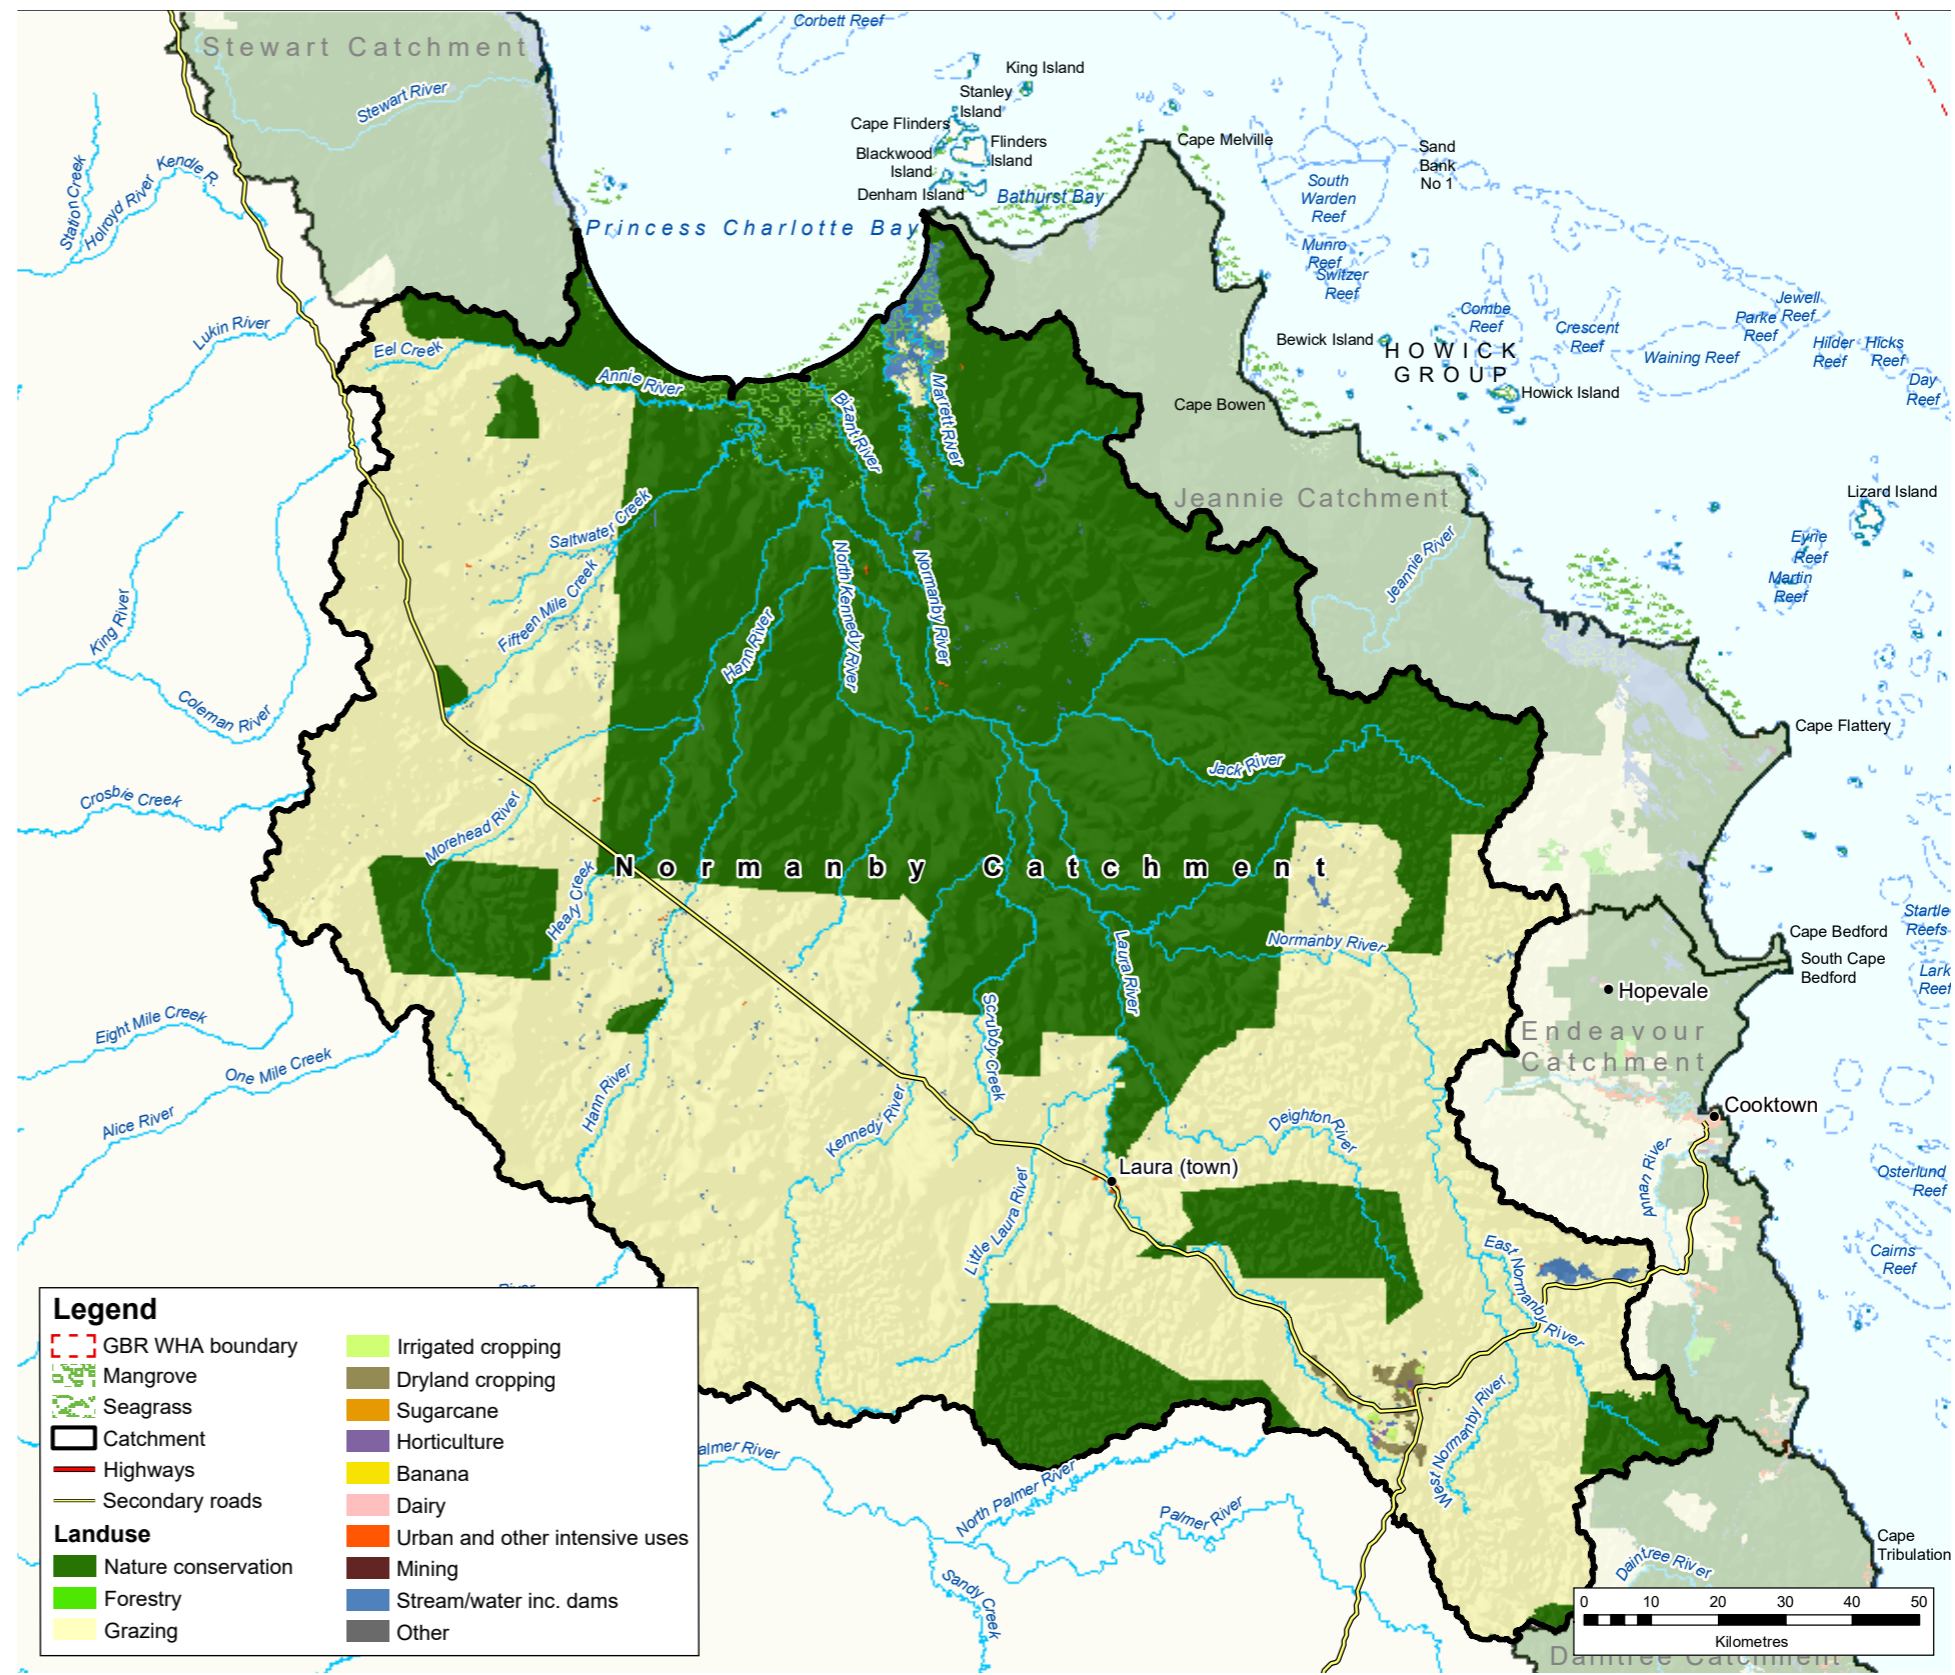 Corbett Reef
Stewart Catchment
King Island
Stewart River
Stanley
Island
Cape Flinders
Flinders
Island
Blackwood
Island
Denham Island
Bathurst Bay
Cape Melville
Sand
Bank
No 1
South
Warden
Reef
Station Creek
Holroyd River
Kendle R.
Princess Charlotte Bay
Munro
Reef
Switzer
Reef
Combe
Reef
Crescent
Reef
Jewell
Reef
Parke
Reef
Waining Reef
Hilder
Reef
Hicks
Reef
Day
Reef
Lukin River
Eel Creek
Annie River
Bizant River
Marrett River
Bewick Island
HOWICK
GROUP
Howick Island
Cape Bowen
Jeannie Catchment
Lizard Island
Eyrie
Reef
Martin
Reef
Jeannie River
Saltwater Creek
Fifteen Mile Creek
Hann River
North Kennedy River
Normanby River
King River
Coleman River
Cape Flattery
Crosbie Creek
Morehead River
Jack River
Normanby Catchment
Heavy Creek
Normanby River
Laura River
Startle
Reefs
Cape Bedford
South Cape
Bedford
Lark
Reef
Hopevale
Endeavour
Catchment
Scrubby Creek
Eight Mile Creek
One Mile Creek
Alice River
Hann River
Kennedy River
Deighton River
Cooktown
Laura (town)
Annan River
Osterlund
Reef
Little Laura River
East Normanby River
Cairns
Reef
River
West Normanby River
almer River
North Palmer River
Palmer River
Sandy Creek
Daintree River
Cape
Tribulation
Daintree Catchment
Legend
GBR WHA boundary
Mangrove
Seagrass
Catchment
Highways
Secondary roads
Landuse
Nature conservation
Forestry
Grazing
Irrigated cropping
Dryland cropping
Sugarcane
Horticulture
Banana
Dairy
Urban and other intensive uses
Mining
Stream/water inc. dams
Other
0 10 20 30 40 50
Kilometres